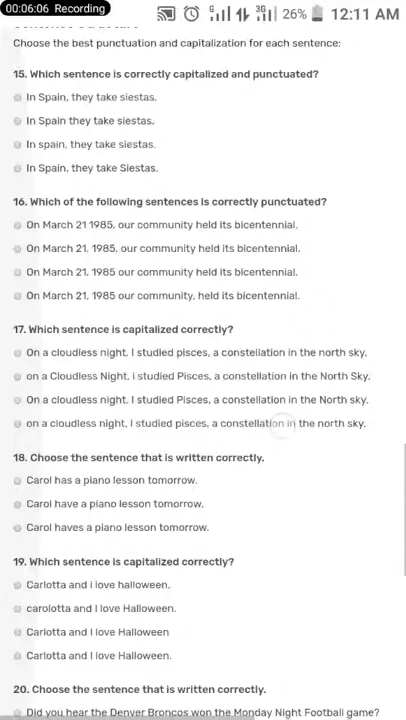 00:06:06 Recording
G
3G
26%
12:11 AM
Choose the best punctuation and capitalization for each sentence:
15. Which sentence is correctly capitalized and punctuated?
In Spain, they take siestas.
In Spain they take siestas.
In spain, they take siestas.
In Spain, they take Siestas.
16. Which of the following sentences is correctly punctuated?
On March 21 1985, our community held its bicentennial.
On March 21, 1985, our community held its bicentennial.
On March 21, 1985 our community held its bicentennial.
On March 21, 1985 our community, held its bicentennial.
17. Which sentence is capitalized correctly?
On a cloudless night, I studied pisces, a constellation in the north sky.
on a Cloudless Night, i studied Pisces, a constellation in the North Sky.
On a cloudless night, I studied Pisces, a constellation in the North sky.
on a cloudless night, I studied pisces, a constellation in the north sky.
18. Choose the sentence that is written correctly.
Carol has a piano lesson tomorrow.
Carol have a piano lesson tomorrow.
Carol haves a piano lesson tomorrow.
19. Which sentence is capitalized correctly?
Carlotta and i love halloween.
carolotta and I love Halloween.
Carlotta and I love Halloween
Carlotta and I love Halloween.
20. Choose the sentence that is written correctly.
Did you hear the Denver Broncos won the Monday Night Football game?